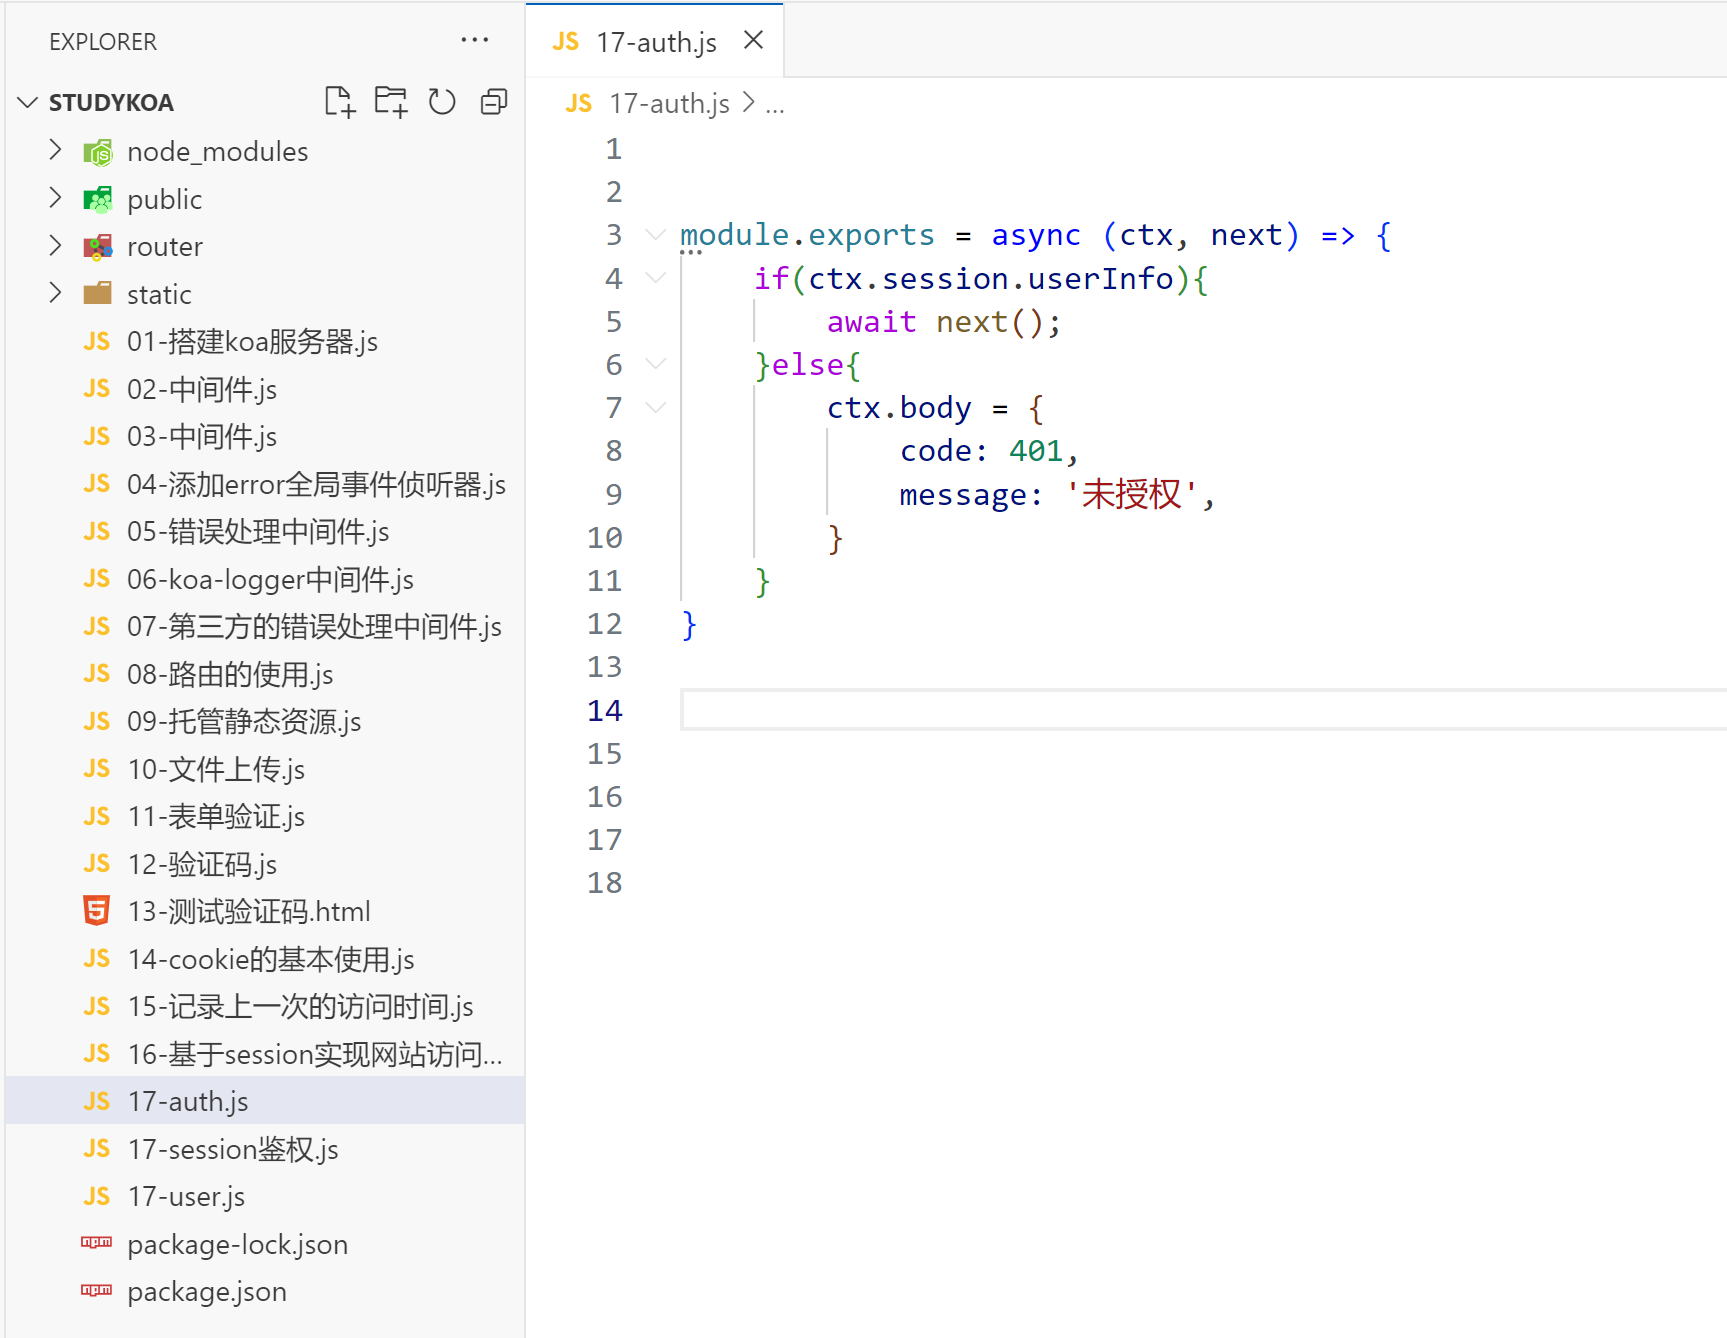 EXPLORER
STUDYKOA
node_modules
public
router
static
JS 01-搭建koa服务器.js
JS 02-中间件.js
JS 03-中间件.js
JS 04-添加error全局事件侦听器.js
JS 05-错误处理中间件.js
JS 06-koa-logger中间件.js
JS 07-第三方的错误处理中间件.js
JS 08-路由的使用.js
JS 09-托管静态资源.js
JS 10-文件上传.js
JS 11-表单验证.js
JS 12-验证码.js
13-测试验证码.html
JS 14-cookie的基本使用.js
JS 15-记录上一次的访问时间.js
JS 16-基于session实现网站访问...
JS 17-auth.js
JS 17-session鉴权.js
JS 17-user.js
package-lock.json
package.json
JS 17-auth.js
JS 17-auth.js > ...
1
2
3 module.exports = async (ctx, next) => {
4 if(ctx.session.userInfo){
5 await next();
6 }else{
7 ctx.body = {
8 code: 401,
9 message: '未授权',
10 }
11 }
12 }
13
14
15
16
17
18